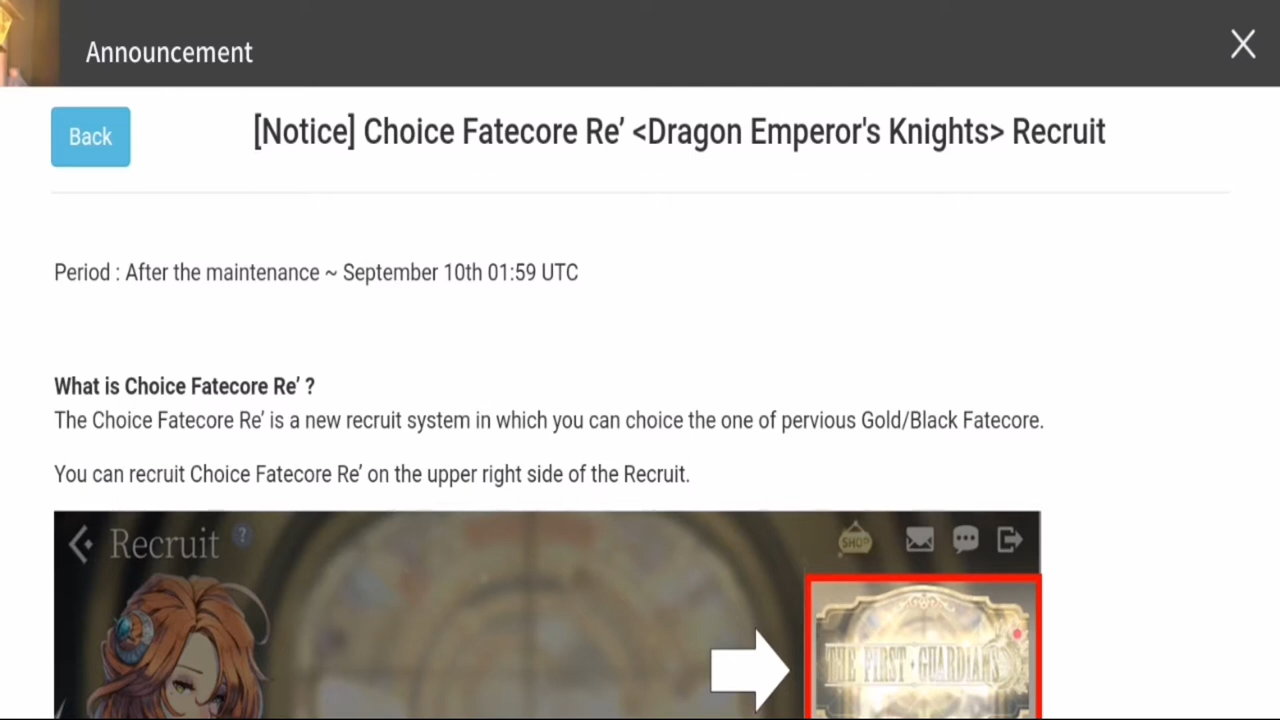 Announcement
Back
[Notice] Choice Fatecore Re’ <Dragon Emperor's Knights> Recruit
Period : After the maintenance ~ September 10th 01:59 UTC
What is Choice Fatecore Re’ ?
The Choice Fatecore Re’ is a new recruit system in which you can choice the one of pervious Gold/Black Fatecore.
You can recruit Choice Fatecore Re’ on the upper right side of the Recruit.
Recruit ?
SHOP
THE FIRST GUARDIANS